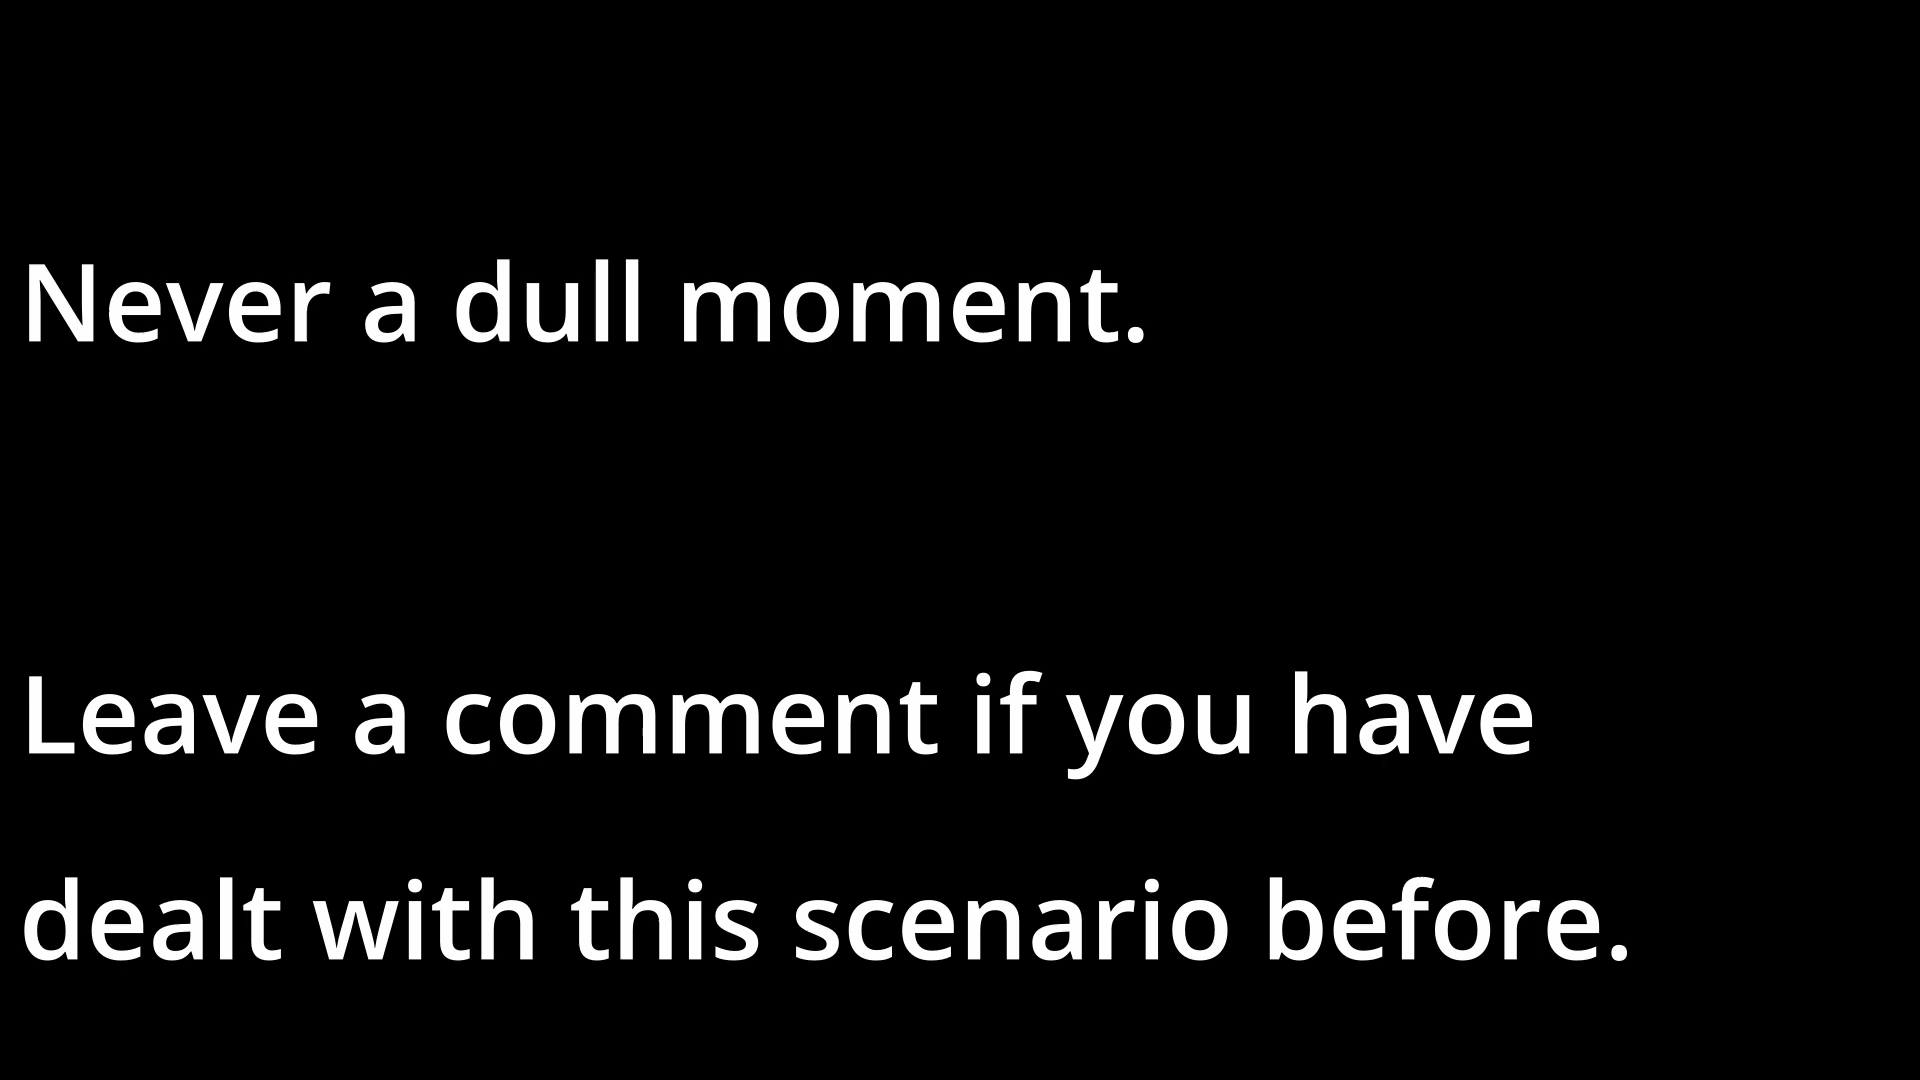 Never a dull moment.
Leave a comment if you have
dealt with this scenario before.